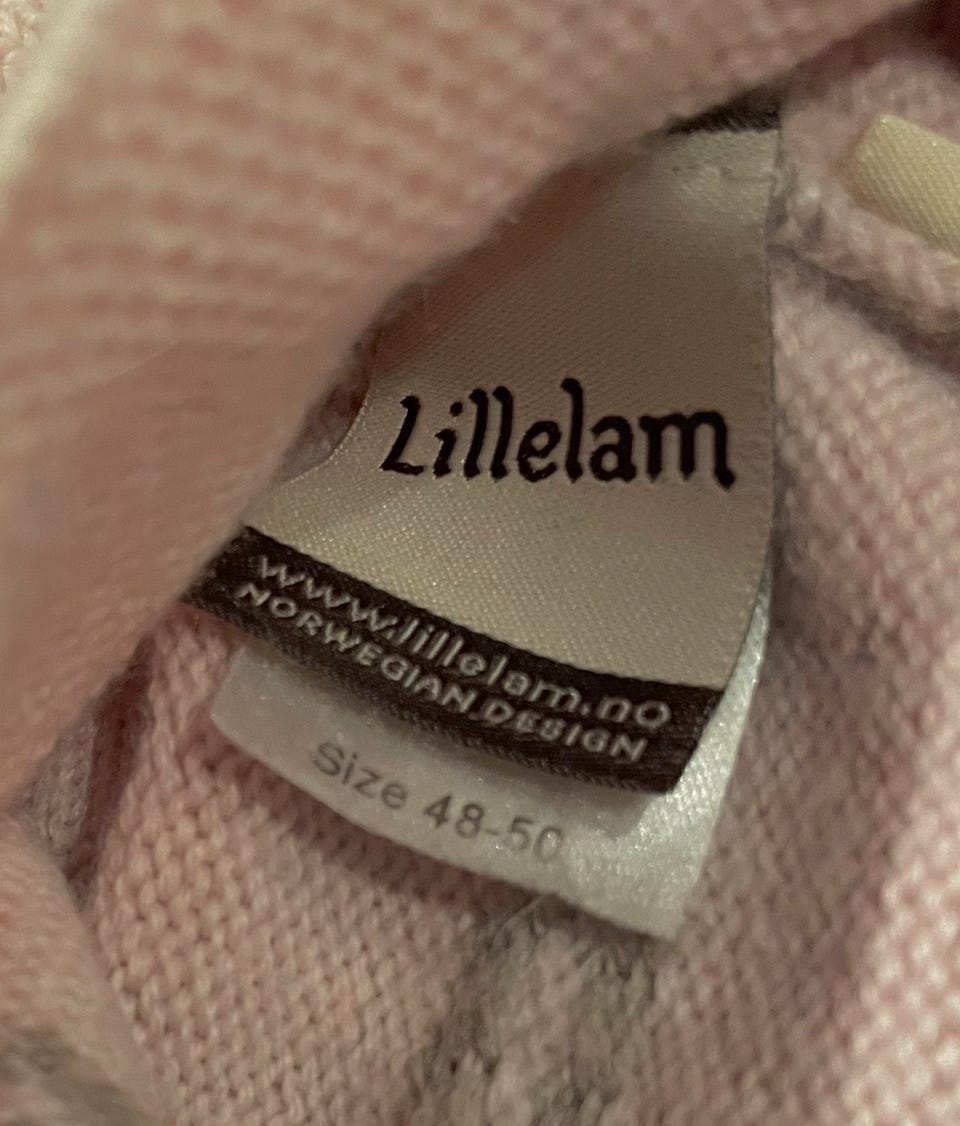 Lillelam
www.lillelam.no
NORWEGIAN DESIGN
Size 48-50